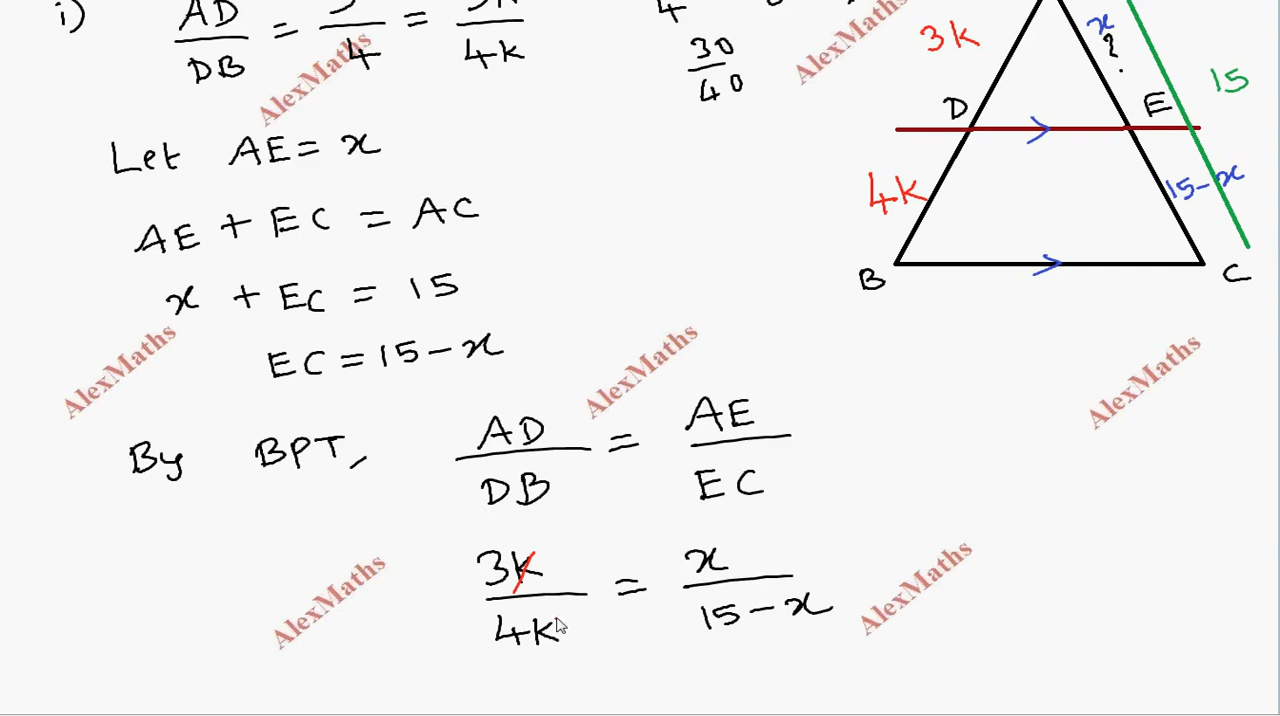 i) AD/DB = 3/4 = 3k/4k
4
30/40
3k
x
?
15
D
E
4k
15-x
B
C
Let AE = x
AE + EC = AC
x + EC = 15
EC = 15 - x
By BPT, AD/DB = AE/EC
3k/4k = x/15-x
AlexMaths
AlexMaths
AlexMaths
AlexMaths
AlexMaths
AlexMaths
AlexMaths